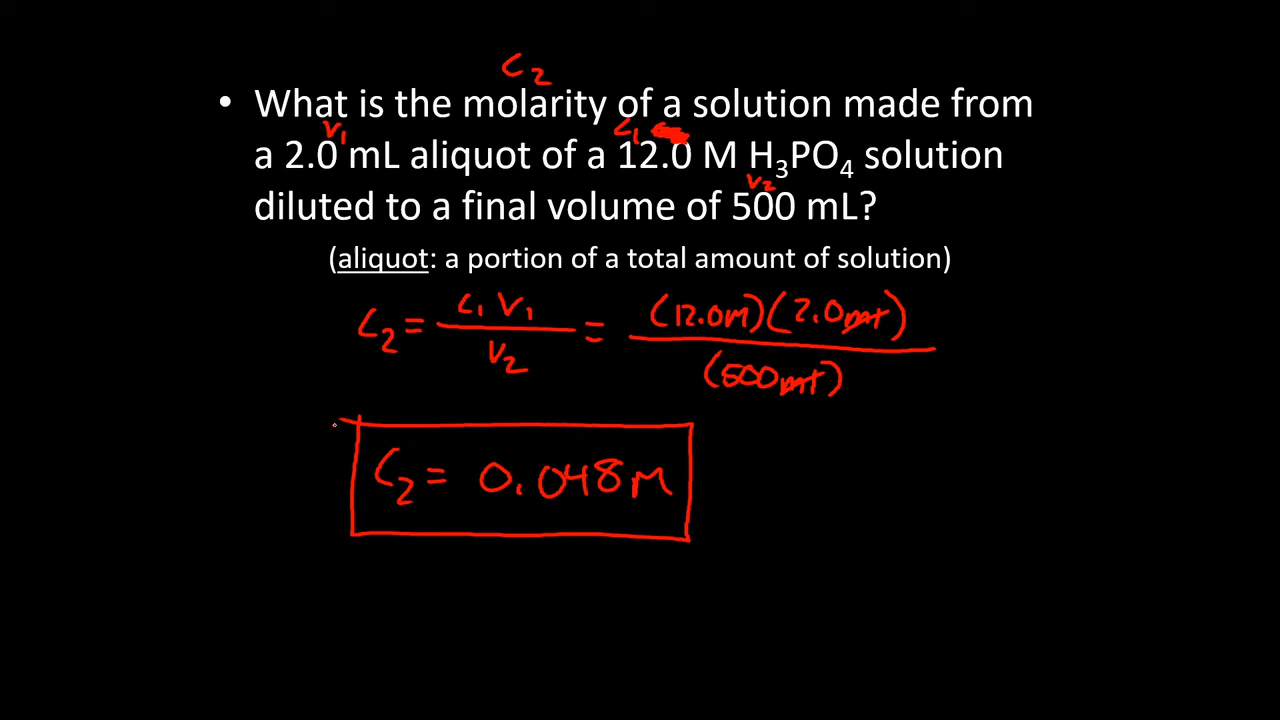 C₂
• What is the molarity of a solution made from
V₁ C₁
a 2.0 mL aliquot of a 12.0 M H₃PO₄ solution
V₂
diluted to a final volume of 500 mL?
(aliquot: a portion of a total amount of solution)
C₂ = C₁ V₁ / V₂ = (12.0M)(2.0mL) / (500mL)
C₂ = 0.048M